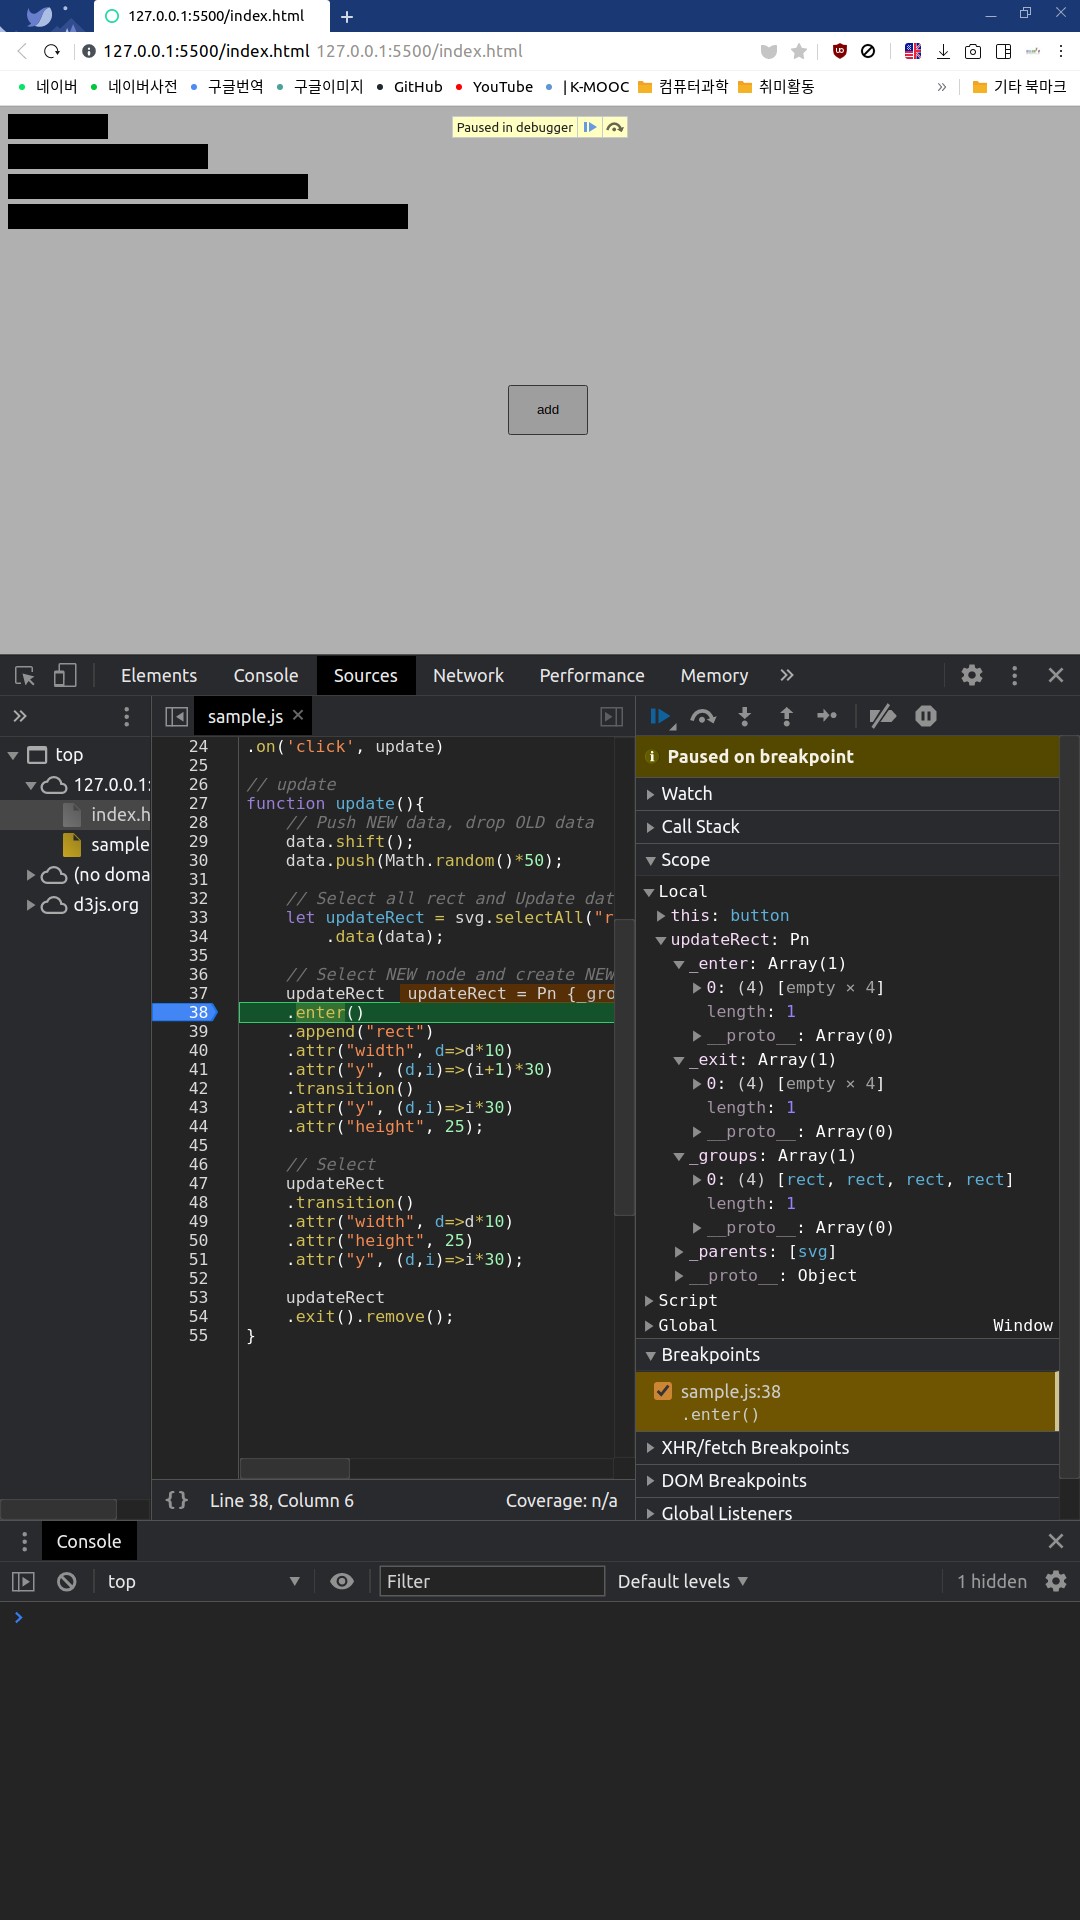 127.0.0.1:5500/index.html
127.0.0.1:5500/index.html 127.0.0.1:5500/index.html
네이버 네이버사전 구글번역 구글이미지 GitHub YouTube | K-MOOC 컴퓨터과학 취미활동 » 기타 북마크
Paused in debugger
add
Elements Console Sources Network Performance Memory »
» sample.js ×
top
127.0.0.1:
index.h
sample
(no doma
d3js.org
24 .on('click', update)
25
26 // update
27 function update(){
28 // Push NEW data, drop OLD data
29 data.shift();
30 data.push(Math.random()*50);
31
32 // Select all rect and Update dat
33 let updateRect = svg.selectAll("r
34 .data(data);
35
36 // Select NEW node and create NEW
37 updateRect updateRect = Pn {_gro
38 .enter()
39 .append("rect")
40 .attr("width", d=>d*10)
41 .attr("y", (d,i)=>(i+1)*30)
42 .transition()
43 .attr("y", (d,i)=>i*30)
44 .attr("height", 25);
45
46 // Select
47 updateRect
48 .transition()
49 .attr("width", d=>d*10)
50 .attr("height", 25)
51 .attr("y", (d,i)=>i*30);
52
53 updateRect
54 .exit().remove();
55 }
{} Line 38, Column 6 Coverage: n/a
Paused on breakpoint
Watch
Call Stack
Scope
Local
this: button
updateRect: Pn
_enter: Array(1)
0: (4) [empty × 4]
length: 1
__proto__: Array(0)
_exit: Array(1)
0: (4) [empty × 4]
length: 1
__proto__: Array(0)
_groups: Array(1)
0: (4) [rect, rect, rect, rect]
length: 1
__proto__: Array(0)
_parents: [svg]
__proto__: Object
Script
Global Window
Breakpoints
sample.js:38
.enter()
XHR/fetch Breakpoints
DOM Breakpoints
Global Listeners
Console
top Filter Default levels 1 hidden
>